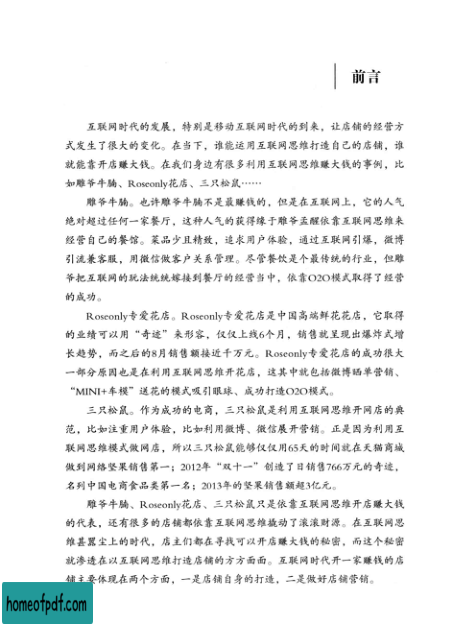 前言
互联网时代的发展，特别是移动互联网时代的到来，让店铺的经营方
式发生了很大的变化。在当下，谁能运用互联网思维打造自己的店铺，谁
就能靠开店赚大钱。在我们身边有很多利用互联网思维赚大钱的事例，比
如雕爷牛腩、Roseonly花店、三只松鼠……
雕爷牛腩。也许雕爷牛腩不是最赚钱的，但是在互联网上，它的人气
绝对超过任何一家餐厅，这种人气的获得缘于雕爷孟醒依靠互联网思维来
经营自己的餐馆。菜品少且精致，追求用户体验，通过互联网引爆，微博
引流兼客服，用微信做客户关系管理。尽管餐饮是个最传统的行业，但雕
爷把互联网的玩法统统嫁接到餐厅的经营当中，依靠O2O模式取得了经营
的成功。
Roseonly专爱花店。Roseonly专爱花店是中国高端鲜花花店，它取得
的业绩可以用“奇迹”来形容，仅仅上线6个月，销售就呈现出爆炸式增
长趋势，而之后的8月销售额接近千万元。Roseonly专爱花店的成功很大
一部分原因也是在利用互联网思维开花店，这其中就包括微博晒单营销、
“MINI+车模”送花的模式吸引眼球、成功打造O2O模式。
三只松鼠。作为成功的电商，三只松鼠是利用互联网思维开网店的典
范，比如注重用户体验，比如利用微博、微信展开营销。正是因为利用互
联网思维模式做网店，所以三只松鼠能够仅仅用65天的时间就在天猫商城
做到网络坚果销售第一；2012年“双十一”创造了日销售766万元的奇迹，
名列中国电商食品类第一名；2013年的坚果销售额超3亿元。
雕爷牛腩、Roseonly花店、三只松鼠只是依靠互联网思维开店赚大钱
的代表，还有很多的店铺都依靠互联网思维撬动了滚滚财源。在互联网思
维甚嚣尘上的时代，店主们都在寻找可以开店赚大钱的秘密，而这个秘密
就渗透在以互联网思维打造店铺的方方面面。互联网时代开一家赚钱的店
铺主要体现在两个方面，一是店铺自身的打造，二是做好店铺营销。
homeofpdf.com